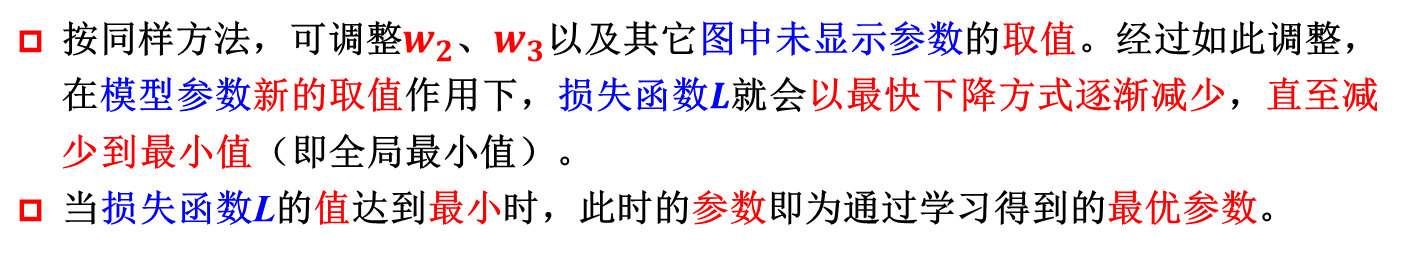 按同样方法，可调整w₂、w₃以及其它图中未显示参数的取值。经过如此调整，
在模型参数新的取值作用下，损失函数L就会以最快下降方式逐渐减少，直至减
少到最小值（即全局最小值）。
当损失函数L的值达到最小时，此时的参数即为通过学习得到的最优参数。